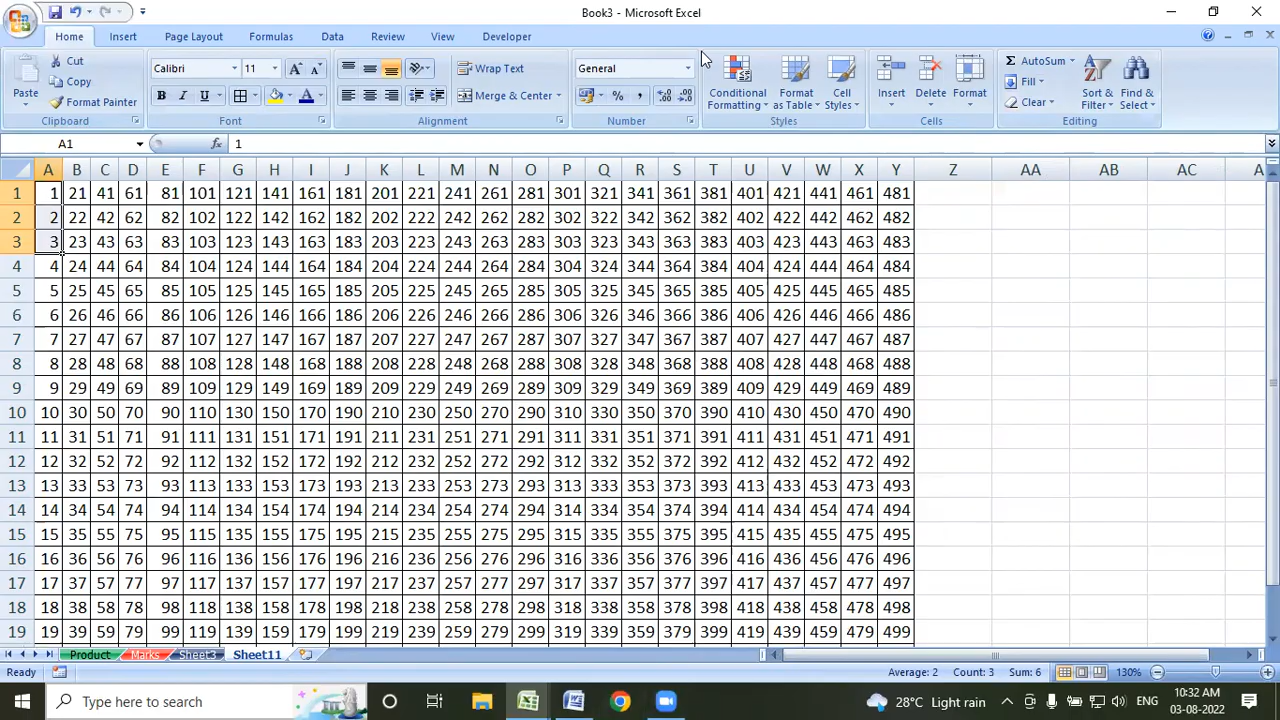 Book3 - Microsoft Excel
Home Insert Page Layout Formulas Data Review View Developer
Paste Cut Copy Format Painter Clipboard
Calibri 11 A A B I U A Font
Wrap Text Merge & Center Alignment
General % , Number
Conditional Formatting Format as Table Cell Styles Styles
Insert Delete Format Cells
Σ AutoSum Fill Clear Sort & Filter Find & Select Editing
A1 fx 1
A B C D E F G H I J K L M N O P Q R S T U V W X Y Z AA AB AC A
1 1 21 41 61 81 101 121 141 161 181 201 221 241 261 281 301 321 341 361 381 401 421 441 461 481
2 2 22 42 62 82 102 122 142 162 182 202 222 242 262 282 302 322 342 362 382 402 422 442 462 482
3 3 23 43 63 83 103 123 143 163 183 203 223 243 263 283 303 323 343 363 383 403 423 443 463 483
4 4 24 44 64 84 104 124 144 164 184 204 224 244 264 284 304 324 344 364 384 404 424 444 464 484
5 5 25 45 65 85 105 125 145 165 185 205 225 245 265 285 305 325 345 365 385 405 425 445 465 485
6 6 26 46 66 86 106 126 146 166 186 206 226 246 266 286 306 326 346 366 386 406 426 446 466 486
7 7 27 47 67 87 107 127 147 167 187 207 227 247 267 287 307 327 347 367 387 407 427 447 467 487
8 8 28 48 68 88 108 128 148 168 188 208 228 248 268 288 308 328 348 368 388 408 428 448 468 488
9 9 29 49 69 89 109 129 149 169 189 209 229 249 269 289 309 329 349 369 389 409 429 449 469 489
10 10 30 50 70 90 110 130 150 170 190 210 230 250 270 290 310 330 350 370 390 410 430 450 470 490
11 11 31 51 71 91 111 131 151 171 191 211 231 251 271 291 311 331 351 371 391 411 431 451 471 491
12 12 32 52 72 92 112 132 152 172 192 212 232 252 272 292 312 332 352 372 392 412 432 452 472 492
13 13 33 53 73 93 113 133 153 173 193 213 233 253 273 293 313 333 353 373 393 413 433 453 473 493
14 14 34 54 74 94 114 134 154 174 194 214 234 254 274 294 314 334 354 374 394 414 434 454 474 494
15 15 35 55 75 95 115 135 155 175 195 215 235 255 275 295 315 335 355 375 395 415 435 455 475 495
16 16 36 56 76 96 116 136 156 176 196 216 236 256 276 296 316 336 356 376 396 416 436 456 476 496
17 17 37 57 77 97 117 137 157 177 197 217 237 257 277 297 317 337 357 377 397 417 437 457 477 497
18 18 38 58 78 98 118 138 158 178 198 218 238 258 278 298 318 338 358 378 398 418 438 458 478 498
19 19 39 59 79 99 119 139 159 179 199 219 239 259 279 299 319 339 359 379 399 419 439 459 479 499
Product Marks Sheet3 Sheet11
Ready Average: 2 Count: 3 Sum: 6 130%
Type here to search 28°C Light rain ENG 10:32 AM
03-08-2022